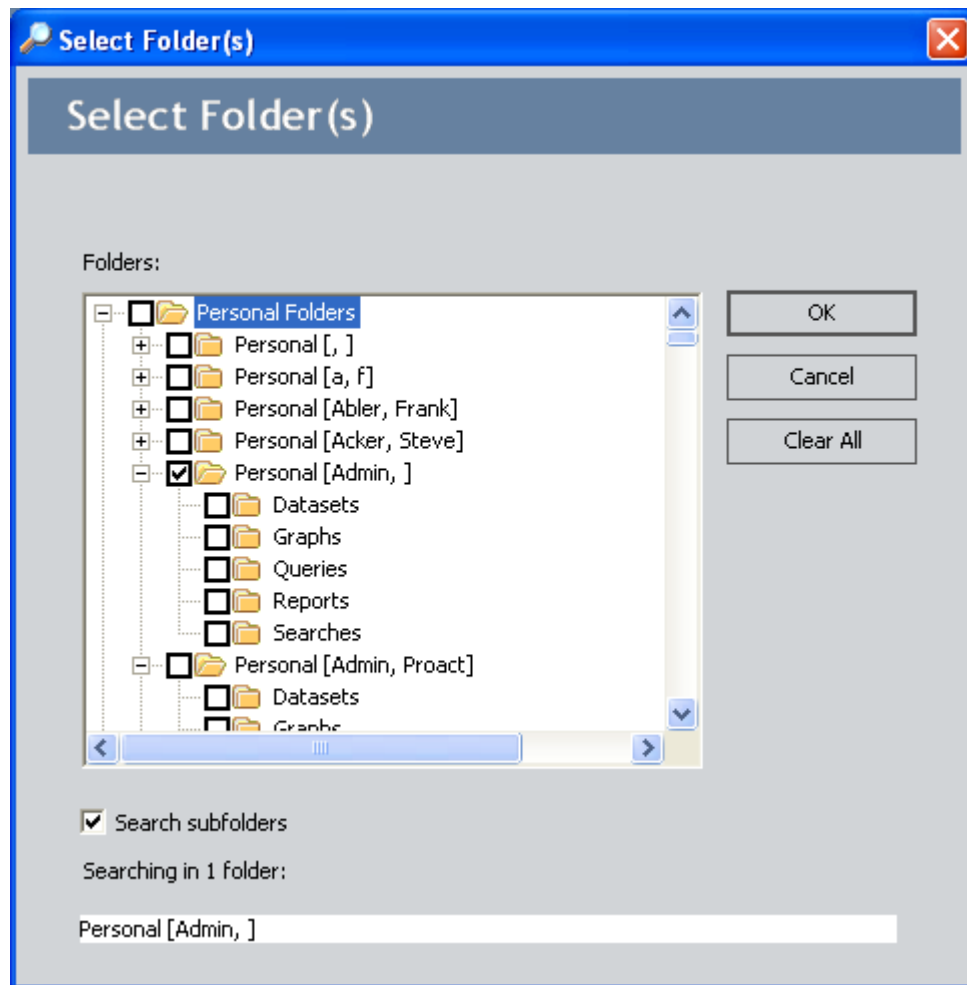 Select Folder(s)
Select Folder(s)
Folders:
Personal Folders
Personal [, ]
Personal [a, f]
Personal [Abler, Frank]
Personal [Acker, Steve]
Personal [Admin, ]
Datasets
Graphs
Queries
Reports
Searches
Personal [Admin, Proact]
Datasets
Graphs
OK
Cancel
Clear All
Search subfolders
Searching in 1 folder:
Personal [Admin, ]